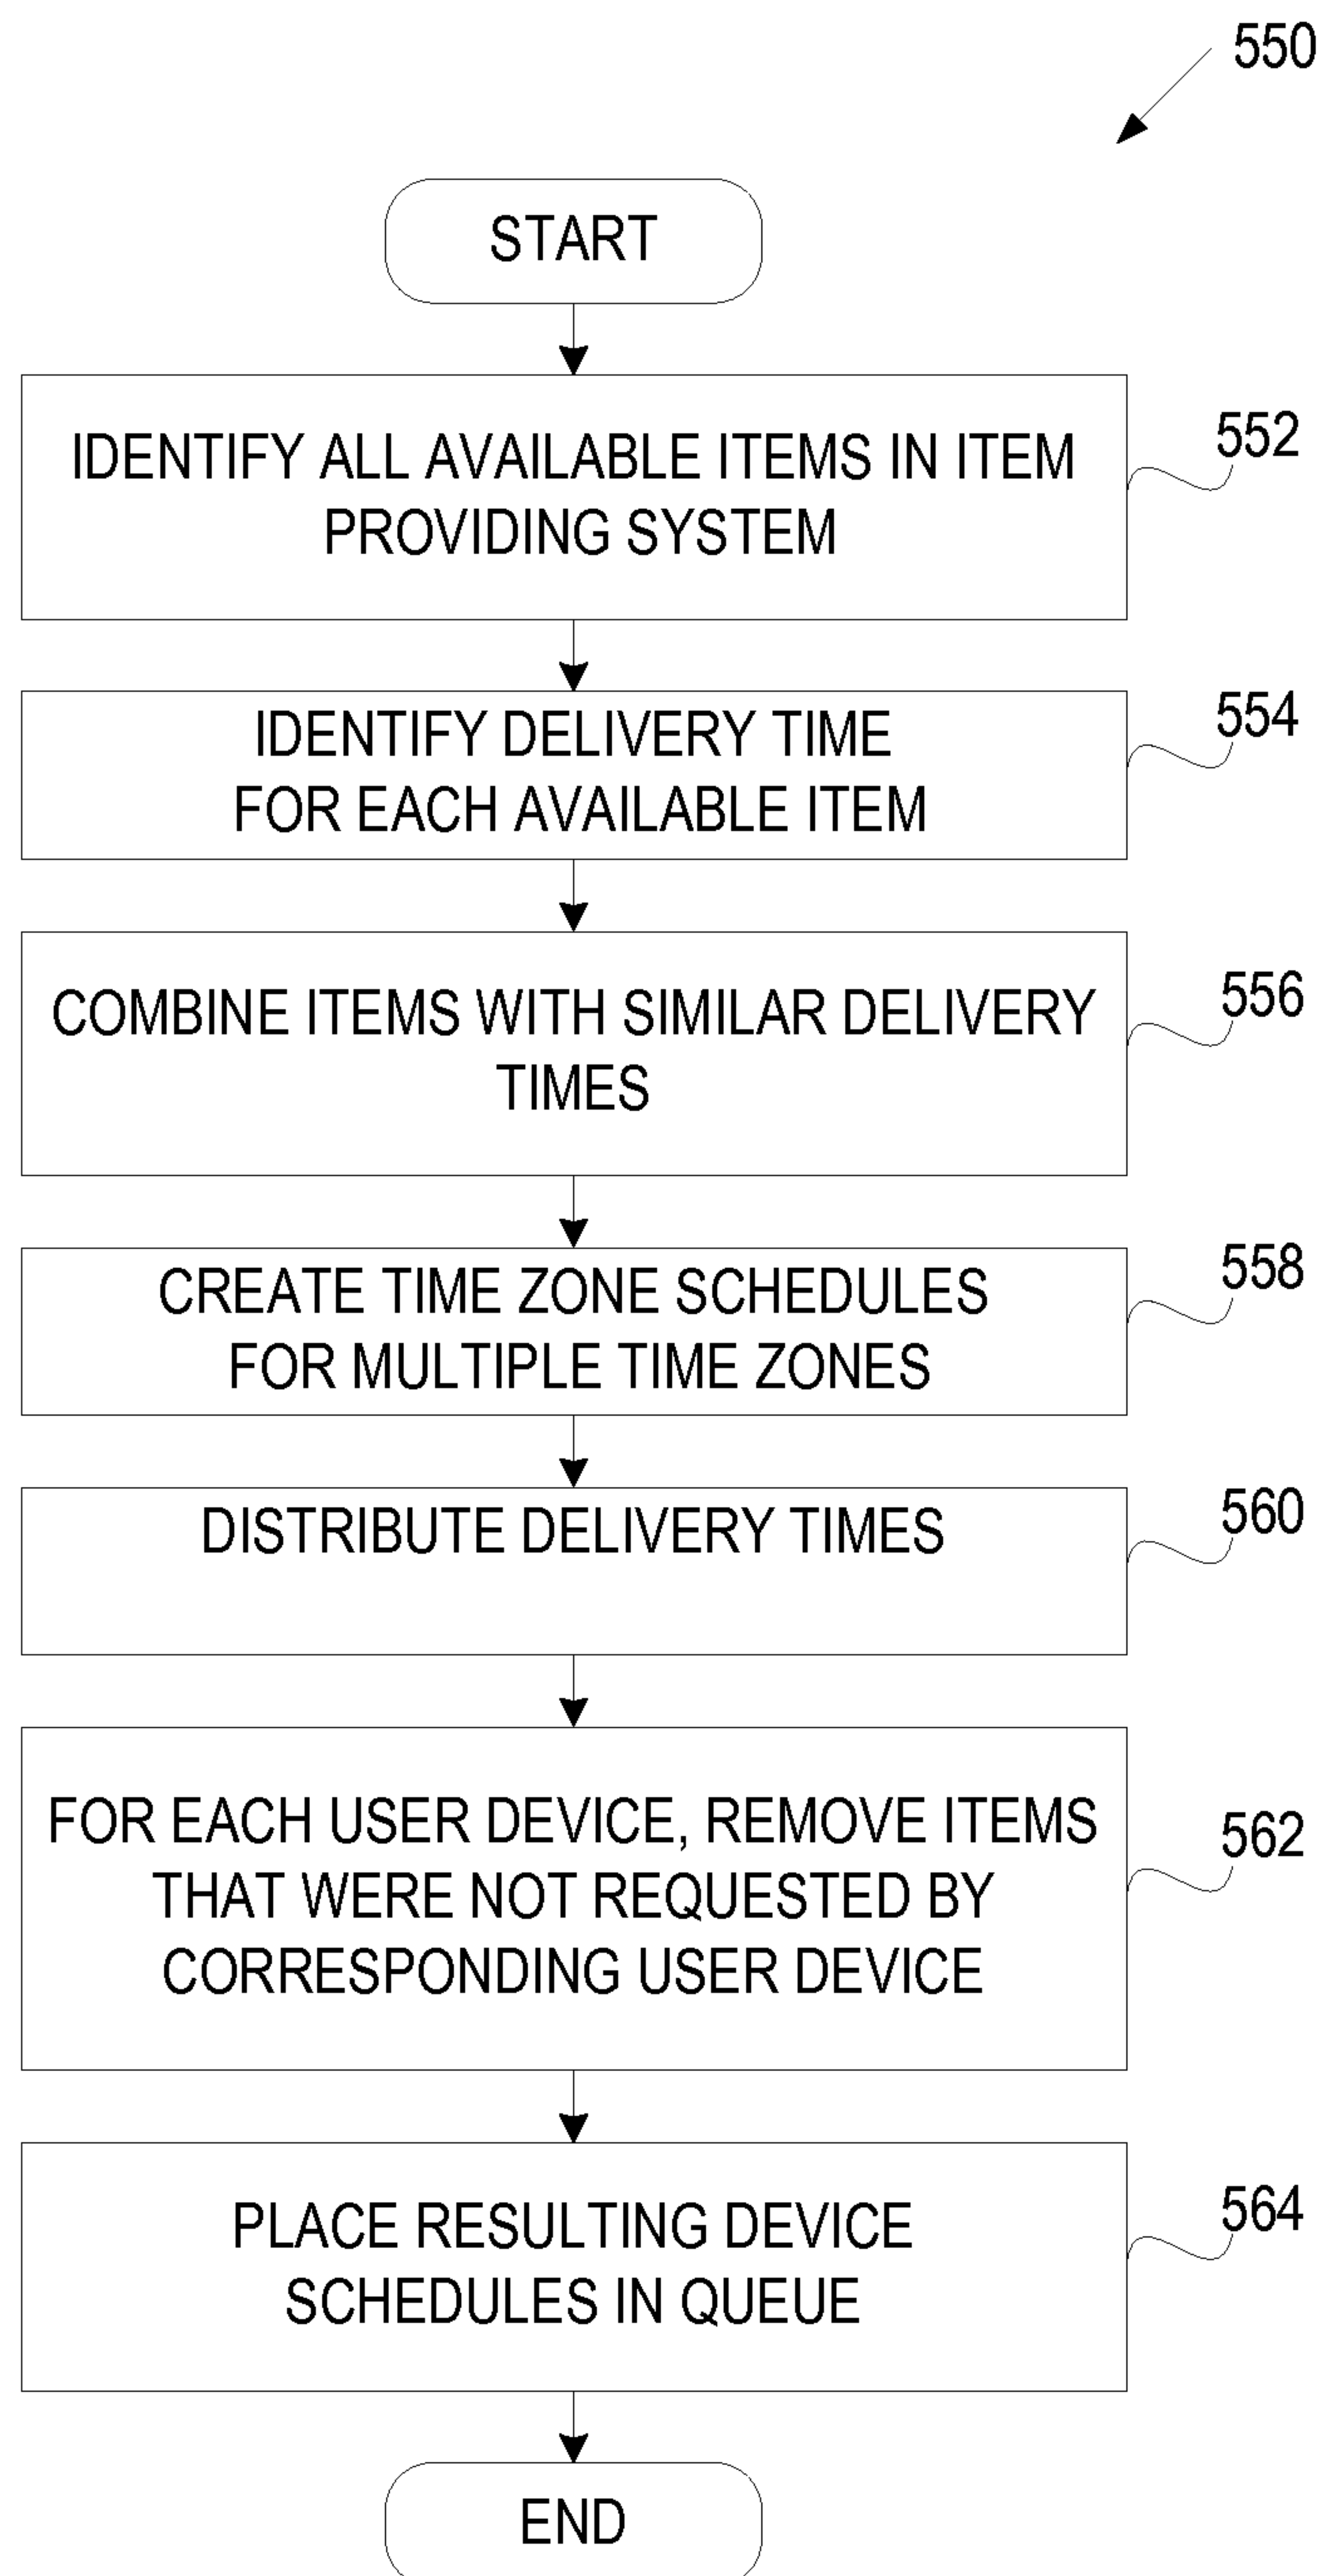 550
START
IDENTIFY ALL AVAILABLE ITEMS IN ITEM
PROVIDING SYSTEM
552
IDENTIFY DELIVERY TIME
FOR EACH AVAILABLE ITEM
554
COMBINE ITEMS WITH SIMILAR DELIVERY
TIMES
556
CREATE TIME ZONE SCHEDULES
FOR MULTIPLE TIME ZONES
558
DISTRIBUTE DELIVERY TIMES
560
FOR EACH USER DEVICE, REMOVE ITEMS
THAT WERE NOT REQUESTED BY
CORRESPONDING USER DEVICE
562
PLACE RESULTING DEVICE
SCHEDULES IN QUEUE
564
END